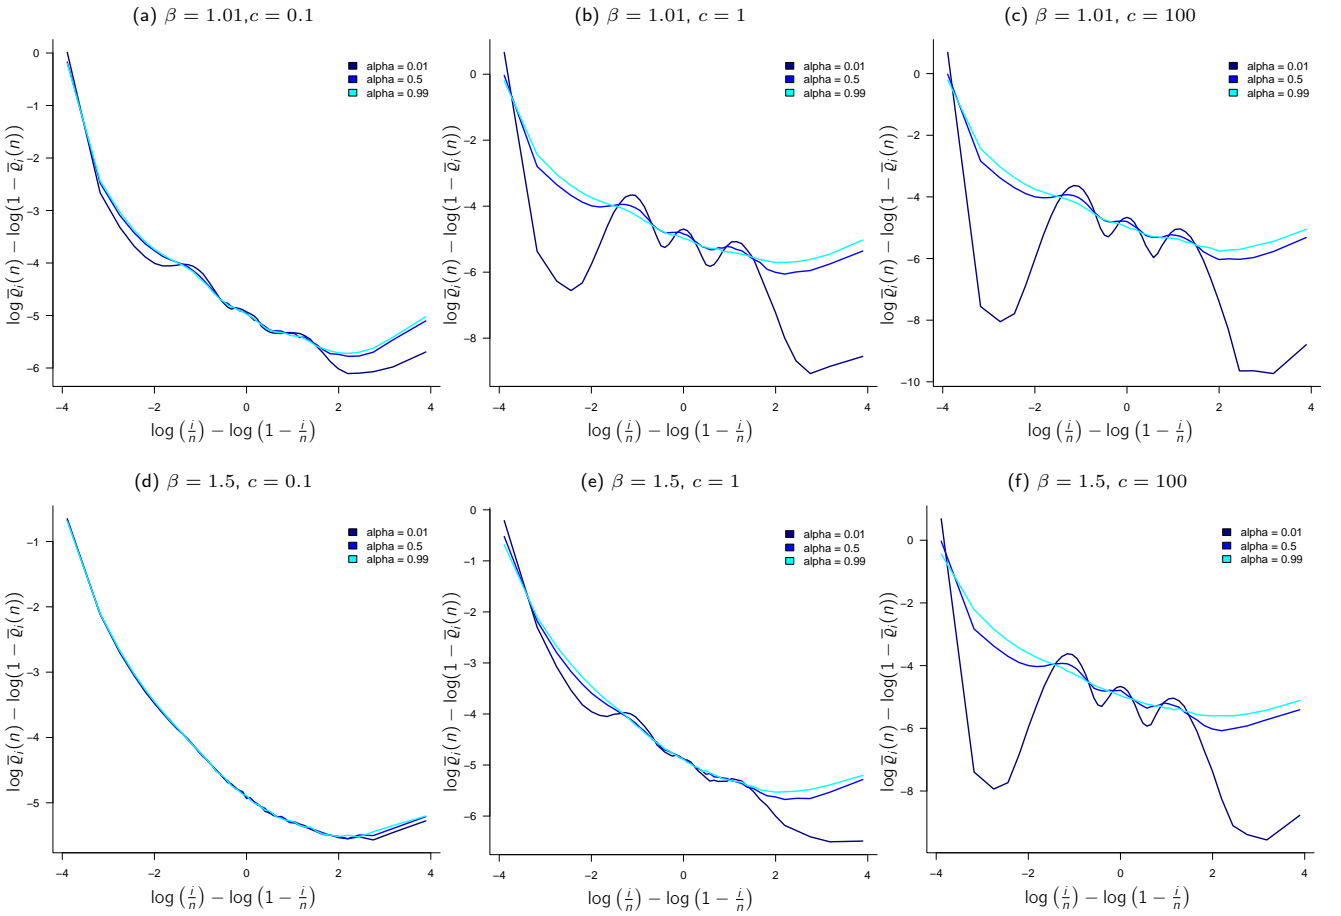 (a) β = 1.01,c = 0.1
(b) β = 1.01, c = 1
(c) β = 1.01, c = 100
alpha = 0.01
alpha = 0.5
alpha = 0.99
alpha = 0.01
alpha = 0.5
alpha = 0.99
alpha = 0.01
alpha = 0.5
alpha = 0.99
0
−1
−2
−3
−4
−5
−6
0
−2
−4
−6
−8
0
−2
−4
−6
−8
−10
log ϱ̅ᵢ(n) − log(1 − ϱ̅ᵢ(n))
log ϱ̅ᵢ(n) − log(1 − ϱ̅ᵢ(n))
log ϱ̅ᵢ(n) − log(1 − ϱ̅ᵢ(n))
−4 −2 0 2 4
−4 −2 0 2 4
−4 −2 0 2 4
log (i/n) − log (1 − i/n)
log (i/n) − log (1 − i/n)
log (i/n) − log (1 − i/n)
(d) β = 1.5, c = 0.1
(e) β = 1.5, c = 1
(f) β = 1.5, c = 100
alpha = 0.01
alpha = 0.5
alpha = 0.99
alpha = 0.01
alpha = 0.5
alpha = 0.99
alpha = 0.01
alpha = 0.5
alpha = 0.99
−1
−2
−3
−4
−5
0
−1
−2
−3
−4
−5
−6
0
−2
−4
−6
−8
log ϱ̅ᵢ(n) − log(1 − ϱ̅ᵢ(n))
log ϱ̅ᵢ(n) − log(1 − ϱ̅ᵢ(n))
log ϱ̅ᵢ(n) − log(1 − ϱ̅ᵢ(n))
−4 −2 0 2 4
−4 −2 0 2 4
−4 −2 0 2 4
log (i/n) − log (1 − i/n)
log (i/n) − log (1 − i/n)
log (i/n) − log (1 − i/n)